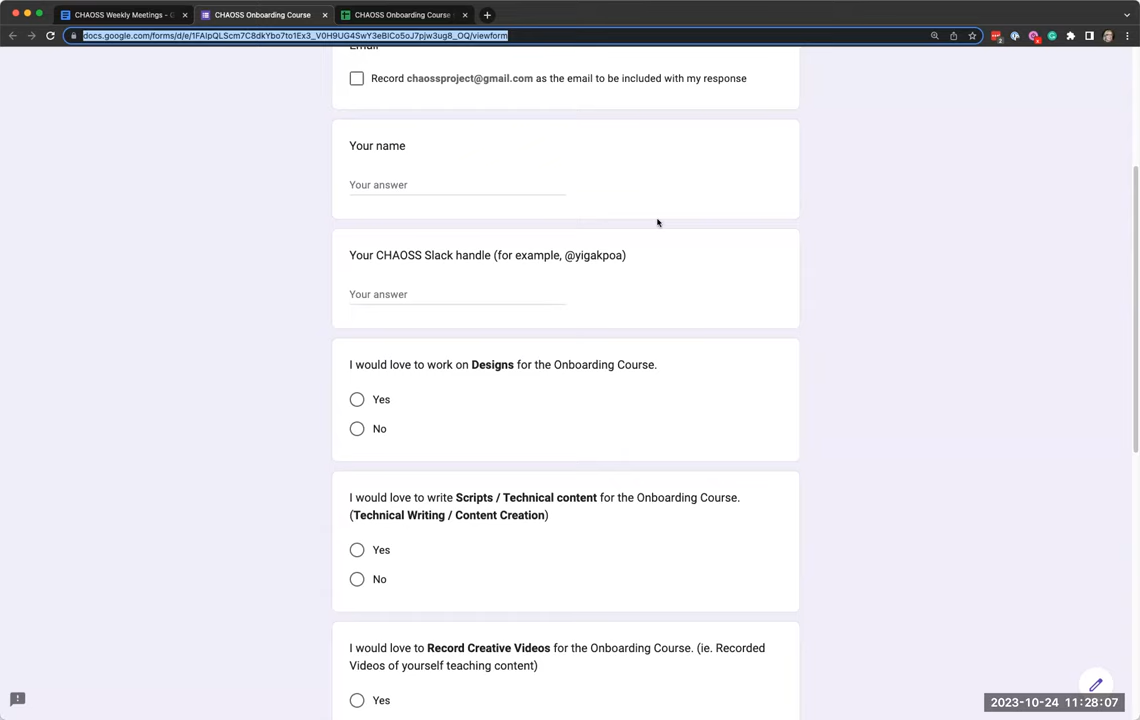 CHAOSS Weekly Meetings -
CHAOSS Onboarding Course
CHAOSS Onboarding Course
docs.google.com/forms/d/e/1FAIpQLScm7C8dkYbo7to1Ex3_V0H9UG4SwY3eBICo5oJ7pjw3ug8_OQ/viewform
Email
Record chaossproject@gmail.com as the email to be included with my response
Your name
Your answer
Your CHAOSS Slack handle (for example, @yigakpoa)
Your answer
I would love to work on Designs for the Onboarding Course.
Yes
No
I would love to write Scripts / Technical content for the Onboarding Course.
(Technical Writing / Content Creation)
Yes
No
I would love to Record Creative Videos for the Onboarding Course. (ie. Recorded
Videos of yourself teaching content)
Yes
2023-10-24 11:28:07